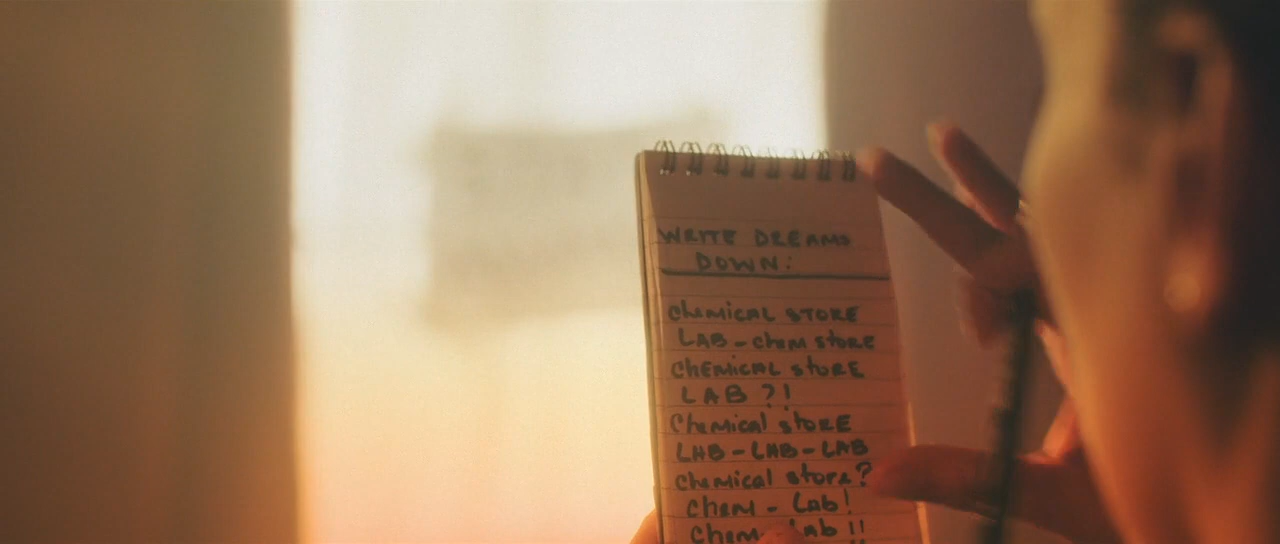 WRITE DREAMS
DOWN:
CHEMICAL STORE
LAB - CHEM STORE
CHEMICAL STORE
LAB ?!
CHEMICAL STORE
LAB - LAB - LAB
Chemical store?
Chem - Lab!
Chem Lab !!